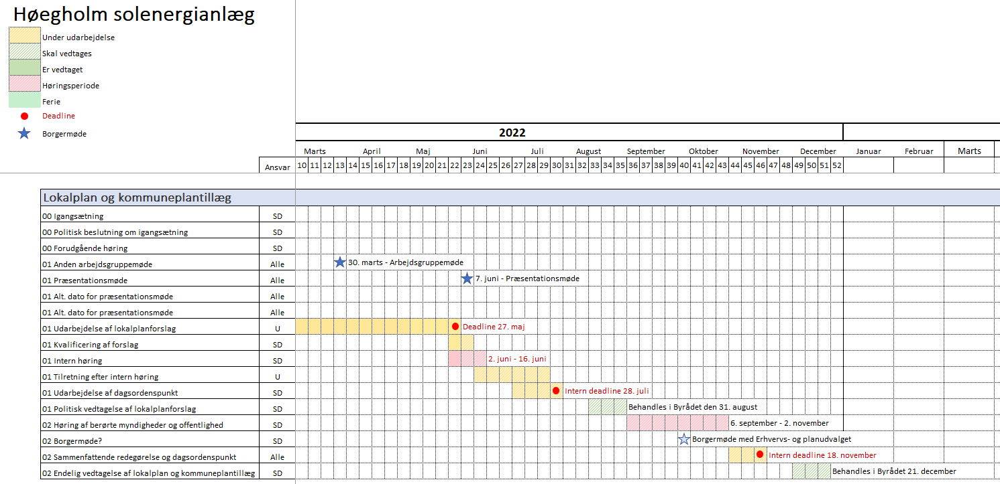 Høegholm solenergianlæg
Under udarbejdelse
Skal vedtages
Er vedtaget
Høringsperiode
Ferie
Deadline
Borgermøde
2022
Marts April Maj Juni Juli August September Oktober November December Januar Februar Marts
Ansvar 10 11 12 13 14 15 16 17 18 19 20 21 22 23 24 25 26 27 28 29 30 31 32 33 34 35 36 37 38 39 40 41 42 43 44 45 46 47 48 49 50 51 52
Lokalplan og kommuneplantillæg
00 Igangsætning SD
00 Politisk beslutning om igangsætning SD
00 Forudgående høring SD
01 Anden arbejdsgruppemøde Alle 30. marts - Arbejdsgruppemøde
01 Præsentationsmøde Alle 7. juni - Præsentationsmøde
01 Alt. dato for præsentationsmøde Alle
01 Alt. dato for præsentationsmøde Alle
01 Udarbejdelse af lokalplanforslag U Deadline 27. maj
01 Kvalificering af forslag SD
01 Intern høring SD 2. juni - 16. juni
01 Tilretning efter intern høring U
01 Udarbejdelse af dagsordenspunkt SD Intern deadline 28. juli
01 Politisk vedtagelse af lokalplanforslag SD Behandles i Byrådet den 31. august
02 Høring af berørte myndigheder og offentlighed SD 6. september - 2. november
02 Borgermøde? SD Borgermøde med Erhvervs- og planudvalget
02 Sammenfattende redegørelse og dagsordenspunkt Alle Intern deadline 18. november
02 Endelig vedtagelse af lokalplan og kommuneplantillæg SD Behandles i Byrådet 21. december